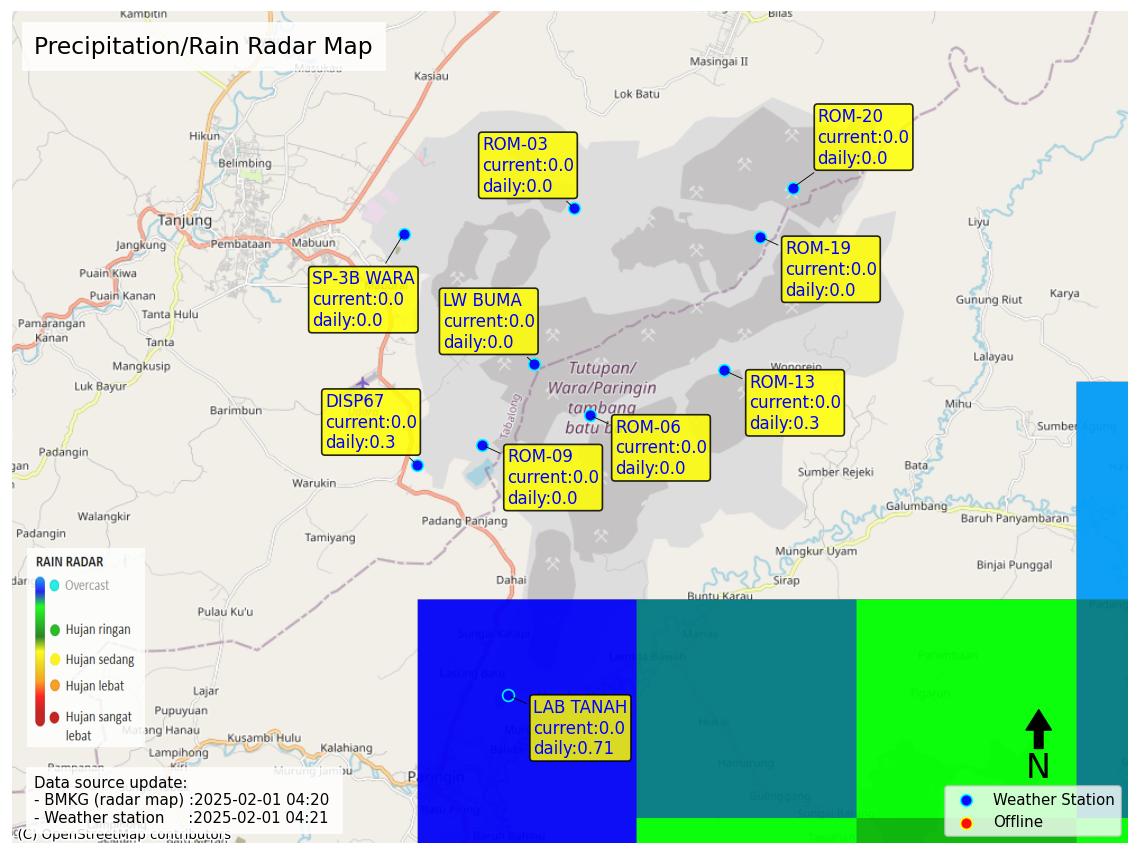 Kambitin
Bilas
Precipitation/Rain Radar Map
Masingai II
Kasiau
Lok Batu
ROM-20
current:0.0
daily:0.0
Hikun
ROM-03
current:0.0
daily:0.0
Belimbing
Tanjung
Liyu
Jangkung
Pembataan
Mabuun
ROM-19
current:0.0
daily:0.0
Puain Kiwa
SP-3B WARA
current:0.0
daily:0.0
Puain Kanan
LW BUMA
current:0.0
daily:0.0
Gunung Riut
Karya
Tanta Hulu
Pamarangan
Kanan
Tanta
Lalayau
Mangkusip
Tutupan/
Wara/Paringin
tambang
batu b
Wonorejo
Luk Bayur
ROM-13
current:0.0
daily:0.3
Tabalong
DISP67
current:0.0
daily:0.3
Barimbun
Mihu
ROM-06
current:0.0
daily:0.0
Sumber Agung
Padangin
ROM-09
current:0.0
daily:0.0
Bata
Sumber Rejeki
Warukin
Galumbang
Walangkir
Padang Panjang
Baruh Panyambaran
Padangin
Tamiyang
Mungkur Uyam
Binjai Punggal
RAIN RADAR
Overcast
Hujan ringan
Hujan sedang
Hujan lebat
Hujan sangat
lebat
Dahai
Sirap
Buntu Karau
Pulau Ku'u
Lajar
Pupuyuan
LAB TANAH
current:0.0
daily:0.71
Matang Hanau
Kusambi Hulu
Lampihong
Kalahiang
Murung Jambu
Paringin
N
Data source update:
- BMKG (radar map) :2025-02-01 04:20
- Weather station :2025-02-01 04:21
(C) OpenStreetMap contributors
Weather Station
Offline